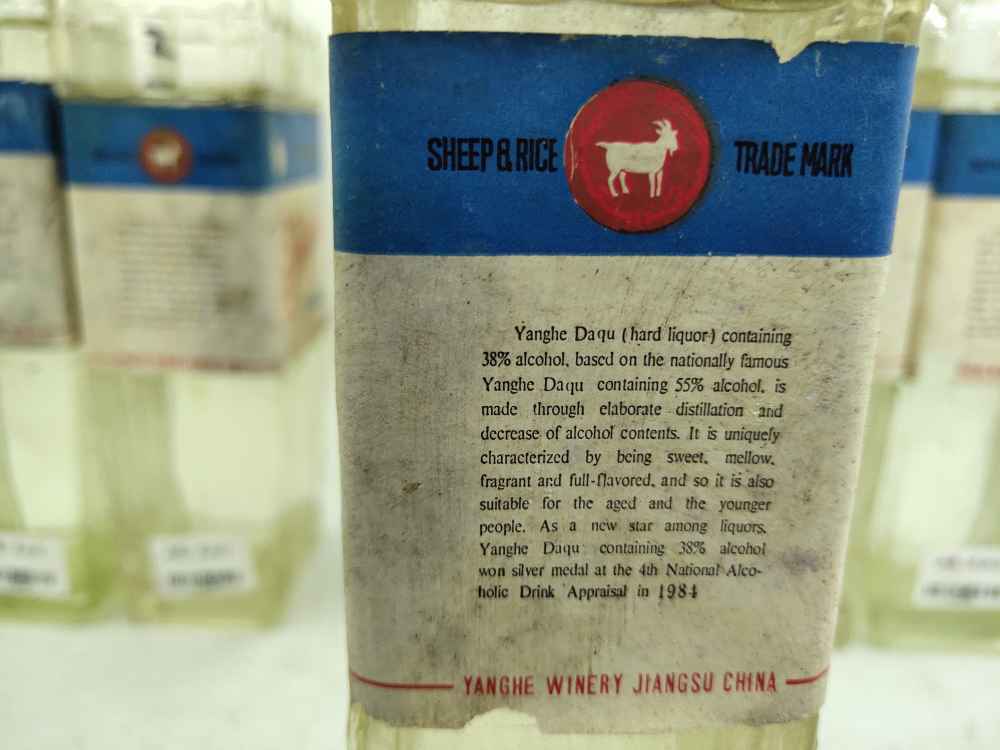 SHEEP & RICE TRADE MARK
Yanghe Daqu (hard liquor) containing
38% alcohol, based on the nationally famous
Yanghe Daqu containing 55% alcohol, is
made through elaborate distillation and
decrease of alcohol contents. It is uniquely
characterized by being sweet, mellow,
fragrant and full-flavored, and so it is also
suitable for the aged and the younger
people. As a new star among liquors,
Yanghe Daqu containing 38% alcohol
won silver medal at the 4th National Alco-
holic Drink Appraisal in 1984
YANGHE WINERY JIANGSU CHINA